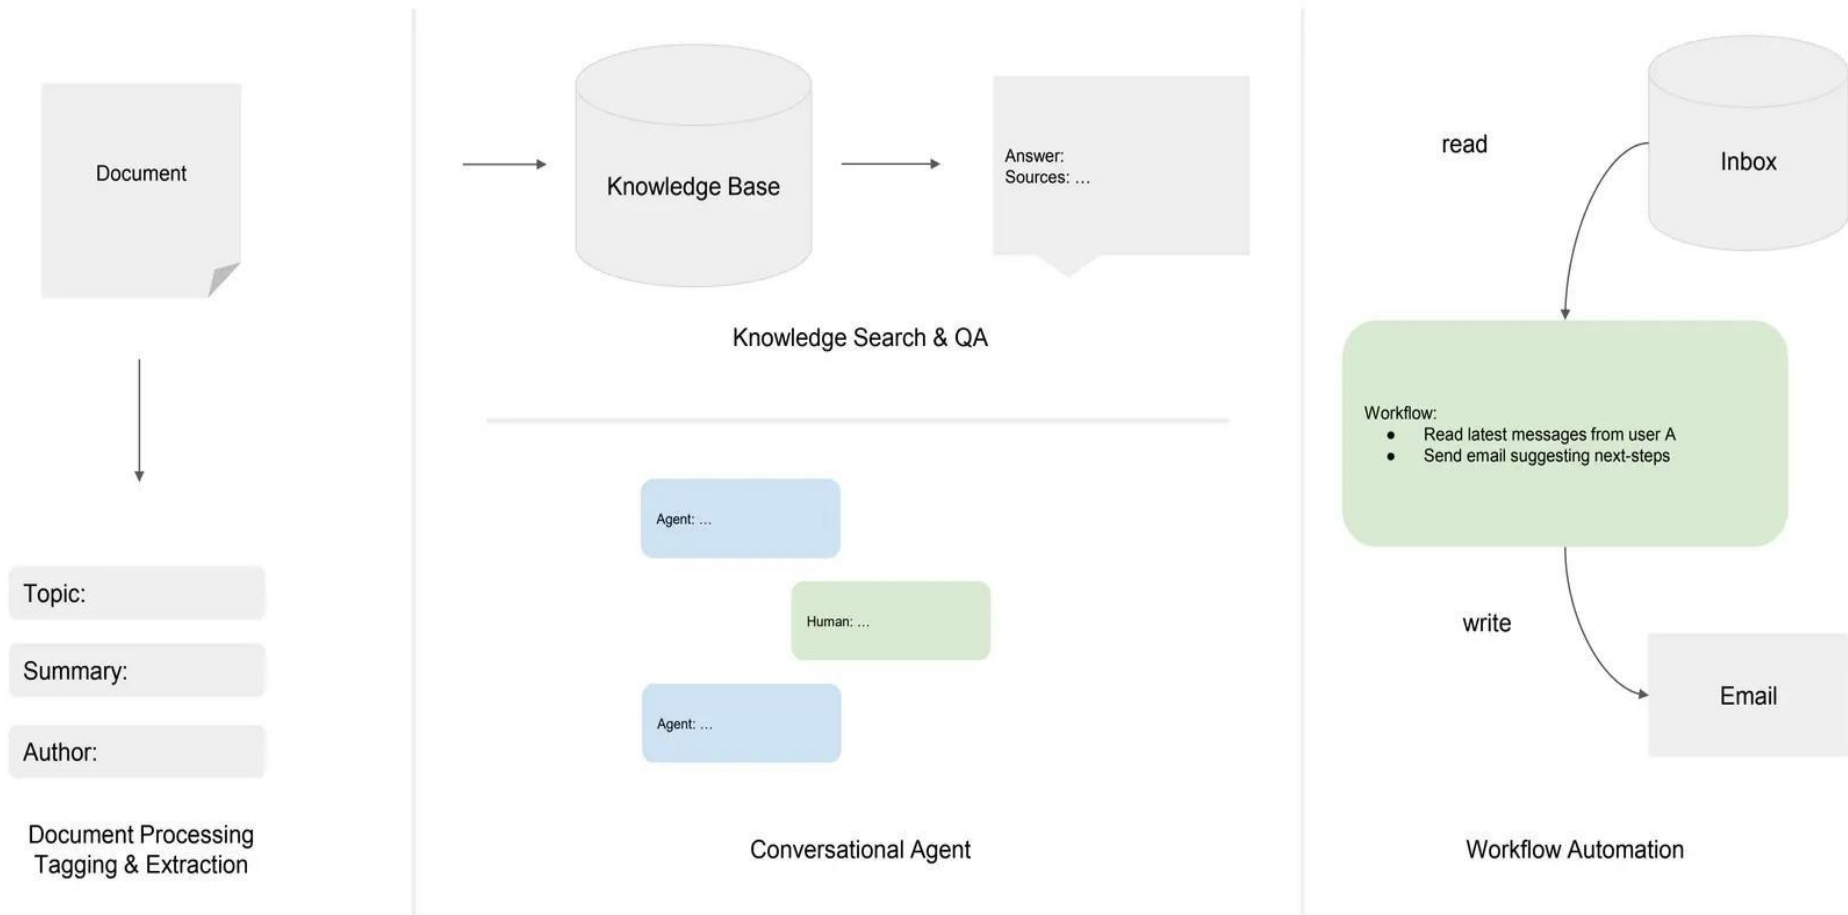 Document
Topic:
Summary:
Author:
Document Processing
Tagging & Extraction
Knowledge Base
Answer:
Sources: …
Knowledge Search & QA
Agent: …
Human: …
Agent: …
Conversational Agent
read
Inbox
Workflow:
● Read latest messages from user A
● Send email suggesting next-steps
write
Email
Workflow Automation